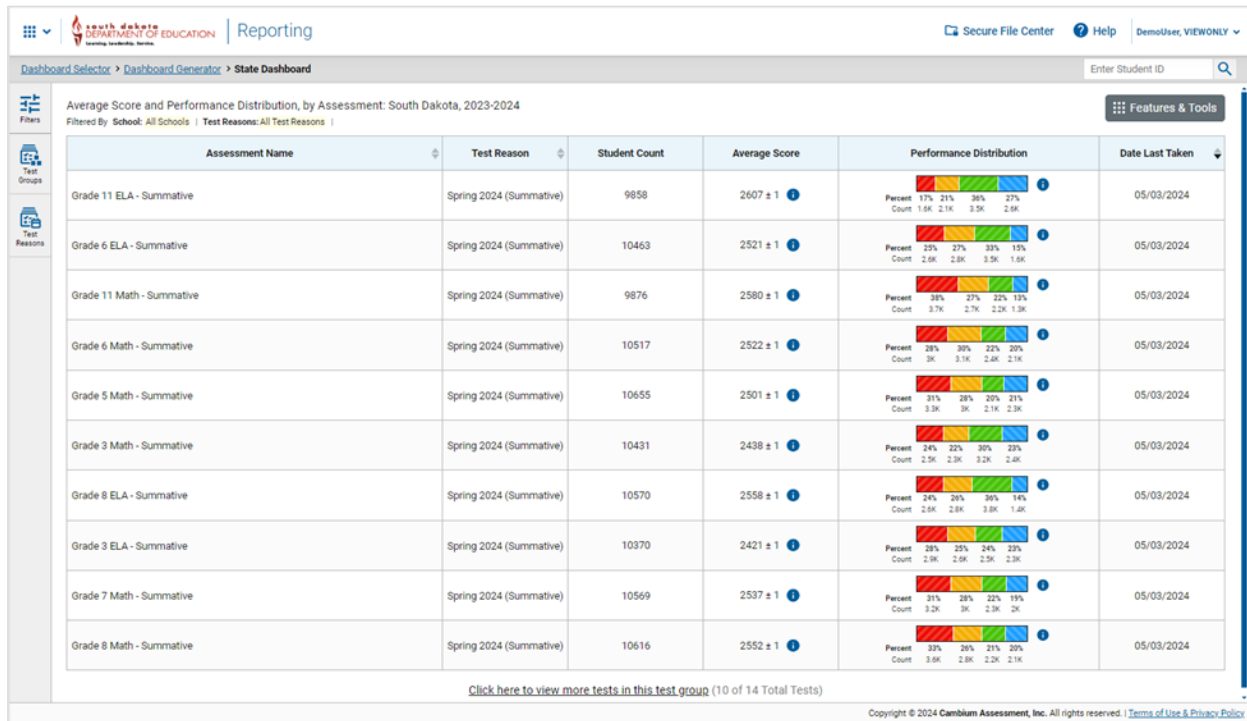 south dakota
DEPARTMENT OF EDUCATION
Learning. Leadership. Service.
Reporting
Secure File Center
Help
DemoUser, VIEWONLY
Dashboard Selector > Dashboard Generator > State Dashboard
Enter Student ID
Filters
Test Groups
Test Reasons
Average Score and Performance Distribution, by Assessment: South Dakota, 2023-2024
Filtered By School: All Schools | Test Reasons: All Test Reasons |
Features & Tools
Assessment Name Test Reason Student Count Average Score Performance Distribution Date Last Taken
Grade 11 ELA - Summative Spring 2024 (Summative) 9858 2607 ± 1 05/03/2024
Percent 17% 21% 36% 27%
Count 1.6K 2.1K 3.5K 2.6K
Grade 6 ELA - Summative Spring 2024 (Summative) 10463 2521 ± 1 05/03/2024
Percent 25% 27% 33% 15%
Count 2.6K 2.8K 3.5K 1.6K
Grade 11 Math - Summative Spring 2024 (Summative) 9876 2580 ± 1 05/03/2024
Percent 38% 27% 22% 13%
Count 3.7K 2.7K 2.2K 1.3K
Grade 6 Math - Summative Spring 2024 (Summative) 10517 2522 ± 1 05/03/2024
Percent 28% 30% 22% 20%
Count 3K 3.1K 2.4K 2.1K
Grade 5 Math - Summative Spring 2024 (Summative) 10655 2501 ± 1 05/03/2024
Percent 31% 28% 20% 21%
Count 3.3K 3K 2.1K 2.3K
Grade 3 Math - Summative Spring 2024 (Summative) 10431 2438 ± 1 05/03/2024
Percent 24% 22% 30% 23%
Count 2.5K 2.3K 3.2K 2.4K
Grade 8 ELA - Summative Spring 2024 (Summative) 10570 2558 ± 1 05/03/2024
Percent 24% 26% 36% 14%
Count 2.6K 2.8K 3.8K 1.4K
Grade 3 ELA - Summative Spring 2024 (Summative) 10370 2421 ± 1 05/03/2024
Percent 28% 25% 24% 23%
Count 2.9K 2.6K 2.5K 2.3K
Grade 7 Math - Summative Spring 2024 (Summative) 10569 2537 ± 1 05/03/2024
Percent 31% 28% 22% 19%
Count 3.2K 3K 2.3K 2K
Grade 8 Math - Summative Spring 2024 (Summative) 10616 2552 ± 1 05/03/2024
Percent 33% 26% 21% 20%
Count 3.6K 2.8K 2.2K 2.1K
Click here to view more tests in this test group (10 of 14 Total Tests)
Copyright © 2024 Cambium Assessment, Inc. All rights reserved. | Terms of Use & Privacy Policy